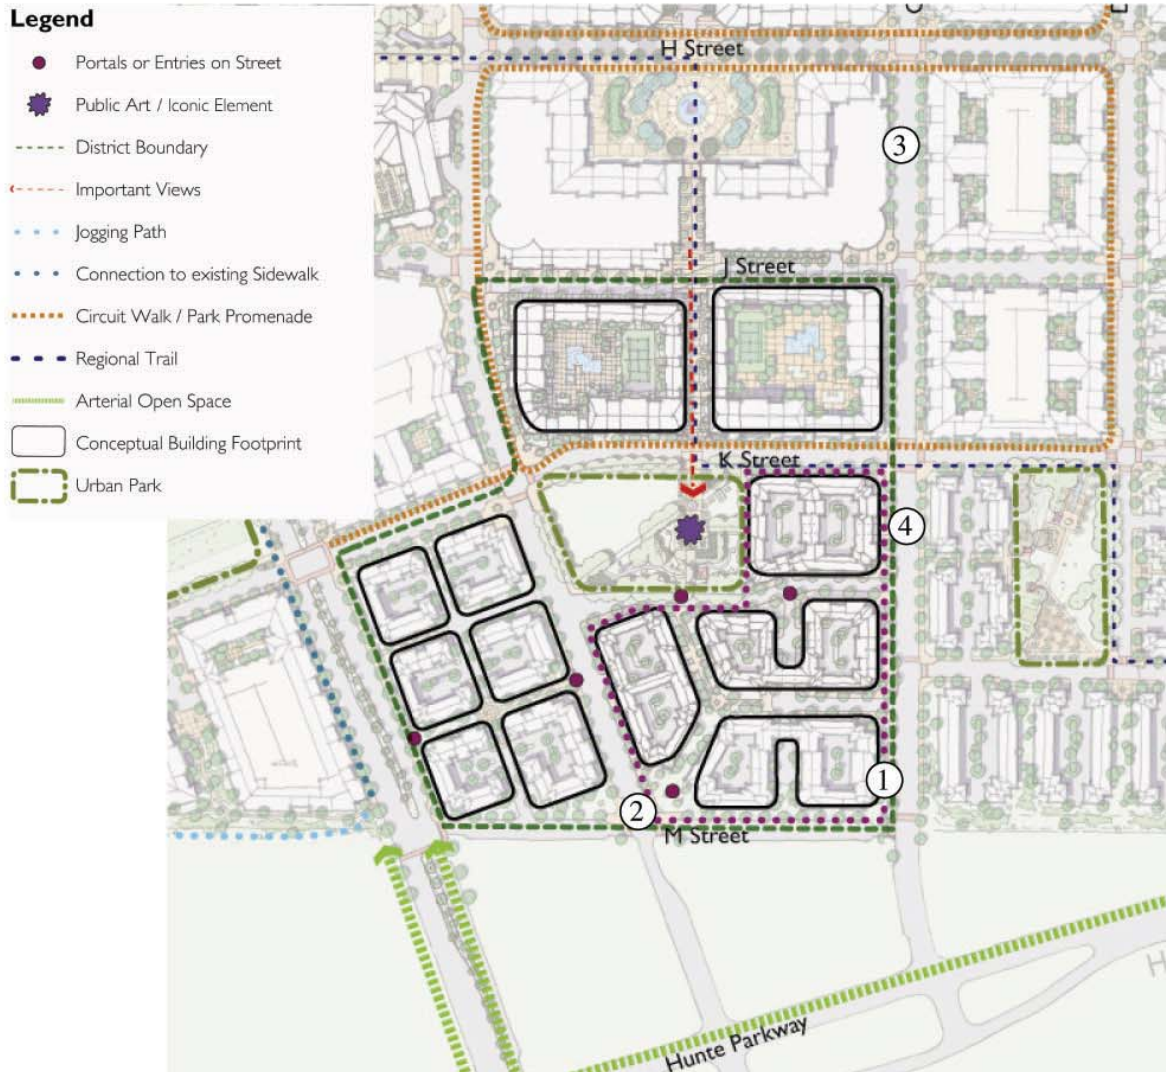 Legend
Portals or Entries on Street
Public Art / Iconic Element
District Boundary
Important Views
Jogging Path
Connection to existing Sidewalk
Circuit Walk / Park Promenade
Regional Trail
Arterial Open Space
Conceptual Building Footprint
Urban Park
H Street
3
J Street
K Street
4
1
2
M Street
Hunte Parkway
H